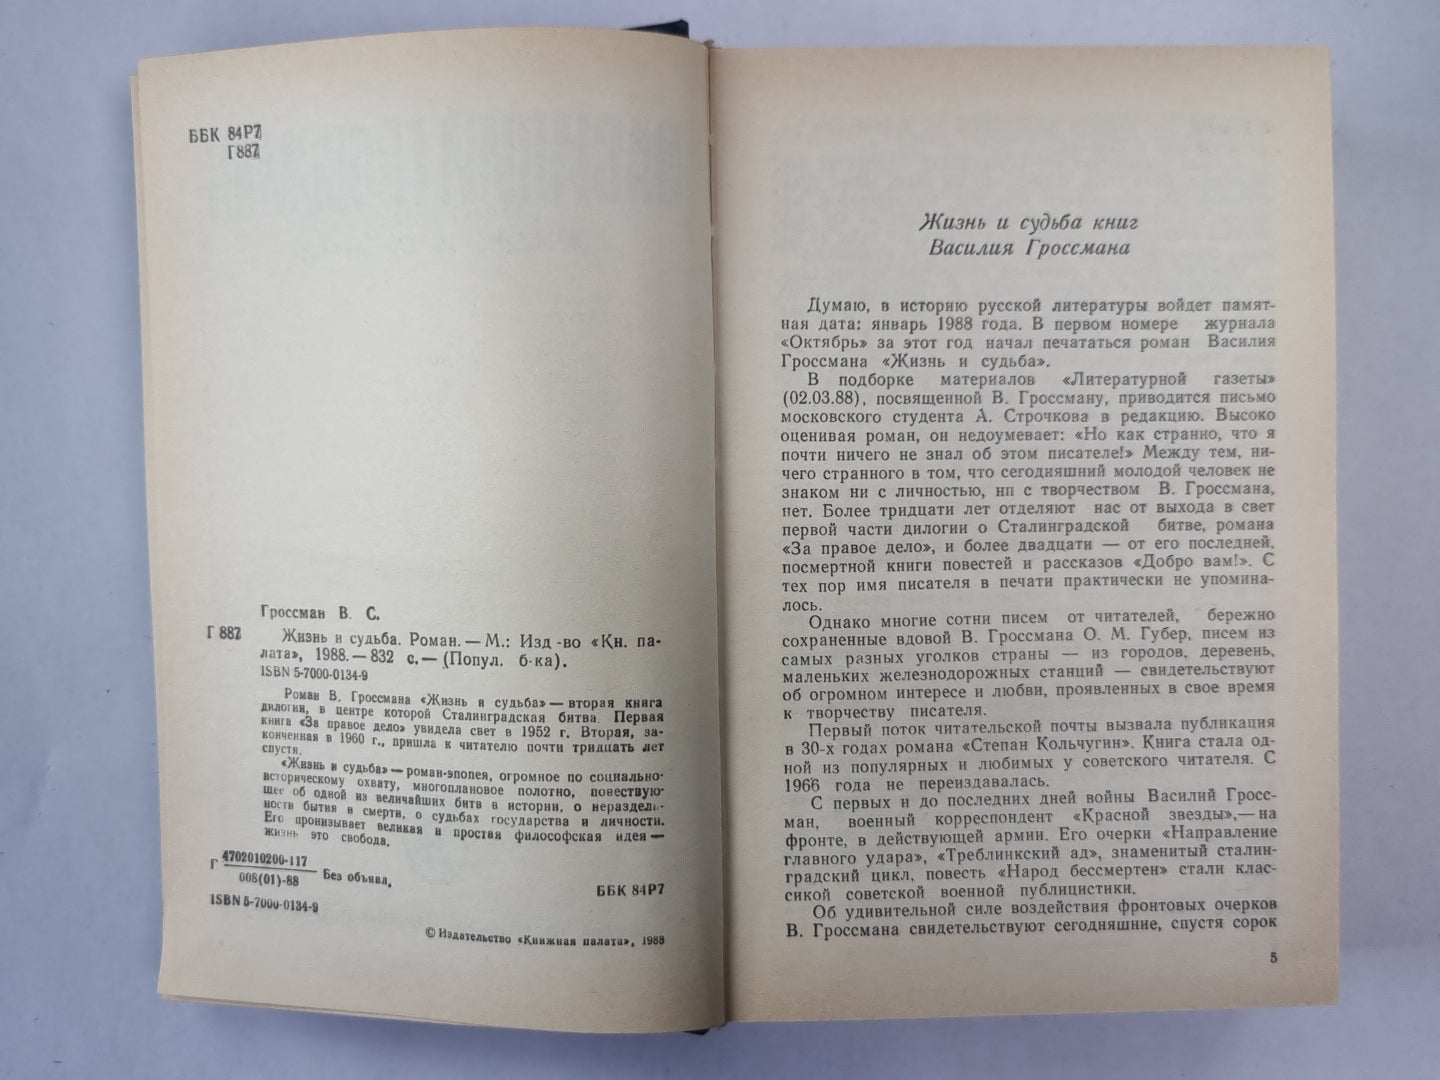 ББК 84Р7
Г887
Гроссман В. С.
Г 887
Жизнь и судьба. Роман. — М.: Изд-во «Кн. па-
лата», 1988. — 832 с. — (Попул. б-ка).
ISBN 5-7000-0134-9
Роман В. Гроссмана «Жизнь и судьба» — вторая книга
дилогии, в центре которой Сталинградская битва. Первая
книга «За правое дело» увидела свет в 1952 г. Вторая, за-
конченная в 1960 г., пришла к читателю почти тридцать лет
спустя.
«Жизнь и судьба» — роман-эпопея, огромное по социально-
историческому охвату, многоплановое полотно, повествую-
щее об одной из величайших битв в истории, о нераздель-
ности бытия и смерти, о судьбах государства и личности.
Его пронизывает великая и простая философская идея —
жизнь это свобода.
Г 4702010200-117
008(01)-88 Без объявл.
ББК 84Р7
ISBN 5-7000-0134-9
© Издательство «Книжная палата», 1988
Жизнь и судьба книг
Василия Гроссмана
Думаю, в историю русской литературы войдет памят-
ная дата: январь 1988 года. В первом номере журнала
«Октябрь» за этот год начал печататься роман Василия
Гроссмана «Жизнь и судьба».
В подборке материалов «Литературной газеты»
(02.03.88), посвященной В. Гроссману, приводится письмо
московского студента А. Строчкова в редакцию. Высоко
оценивая роман, он недоумевает: «Но как странно, что я
почти ничего не знал об этом писателе!» Между тем, ни-
чего странного в том, что сегодняшний молодой человек не
знаком ни с личностью, ни с творчеством В. Гроссмана,
нет. Более тридцати лет отделяют нас от выхода в свет
первой части дилогии о Сталинградской битве, романа
«За правое дело», и более двадцати — от его последней,
посмертной книги повестей и рассказов «Добро вам!». С
тех пор имя писателя в печати практически не упомина-
лось.
Однако многие сотни писем от читателей, бережно
сохраненные вдовой В. Гроссмана О. М. Губер, писем из
самых разных уголков страны — из городов, деревень,
маленьких железнодорожных станций — свидетельствуют
об огромном интересе и любви, проявленных в свое время
к творчеству писателя.
Первый поток читательской почты вызвала публикация
в 30-х годах романа «Степан Кольчугин». Книга стала од-
ной из популярных и любимых у советского читателя. С
1966 года не переиздавалась.
С первых и до последних дней войны Василий Гросс-
ман, военный корреспондент «Красной звезды», — на
фронте, в действующей армии. Его очерки «Направление
главного удара», «Треблинкский ад», знаменитый сталин-
градский цикл, повесть «Народ бессмертен» стали клас-
сикой советской военной публицистики.
Об удивительной силе воздействия фронтовых очерков
В. Гроссмана свидетельствуют сегодняшние, спустя сорок
5